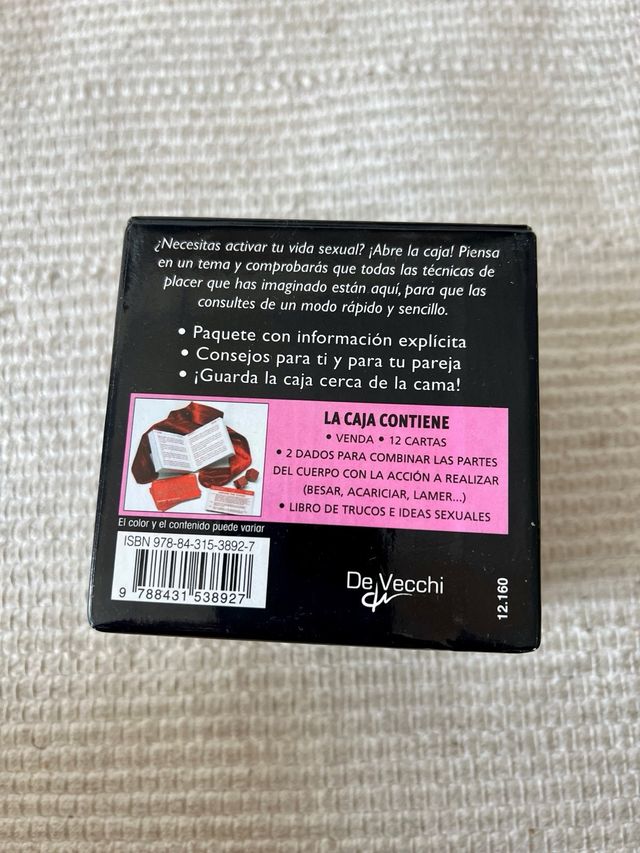 ¿Necesitas activar tu vida sexual? ¡Abre la caja! Piensa
en un tema y comprobarás que todas las técnicas de
placer que has imaginado están aquí, para que las
consultes de un modo rápido y sencillo.
• Paquete con información explícita
• Consejos para ti y para tu pareja
• ¡Guarda la caja cerca de la cama!
LA CAJA CONTIENE
• VENDA • 12 CARTAS
• 2 DADOS PARA COMBINAR LAS PARTES
DEL CUERPO CON LA ACCIÓN A REALIZAR
(BESAR, ACARICIAR, LAMER...)
• LIBRO DE TRUCOS E IDEAS SEXUALES
El color y el contenido puede variar
ISBN 978-84-315-3892-7
9 788431 538927
De Vecchi
12.160